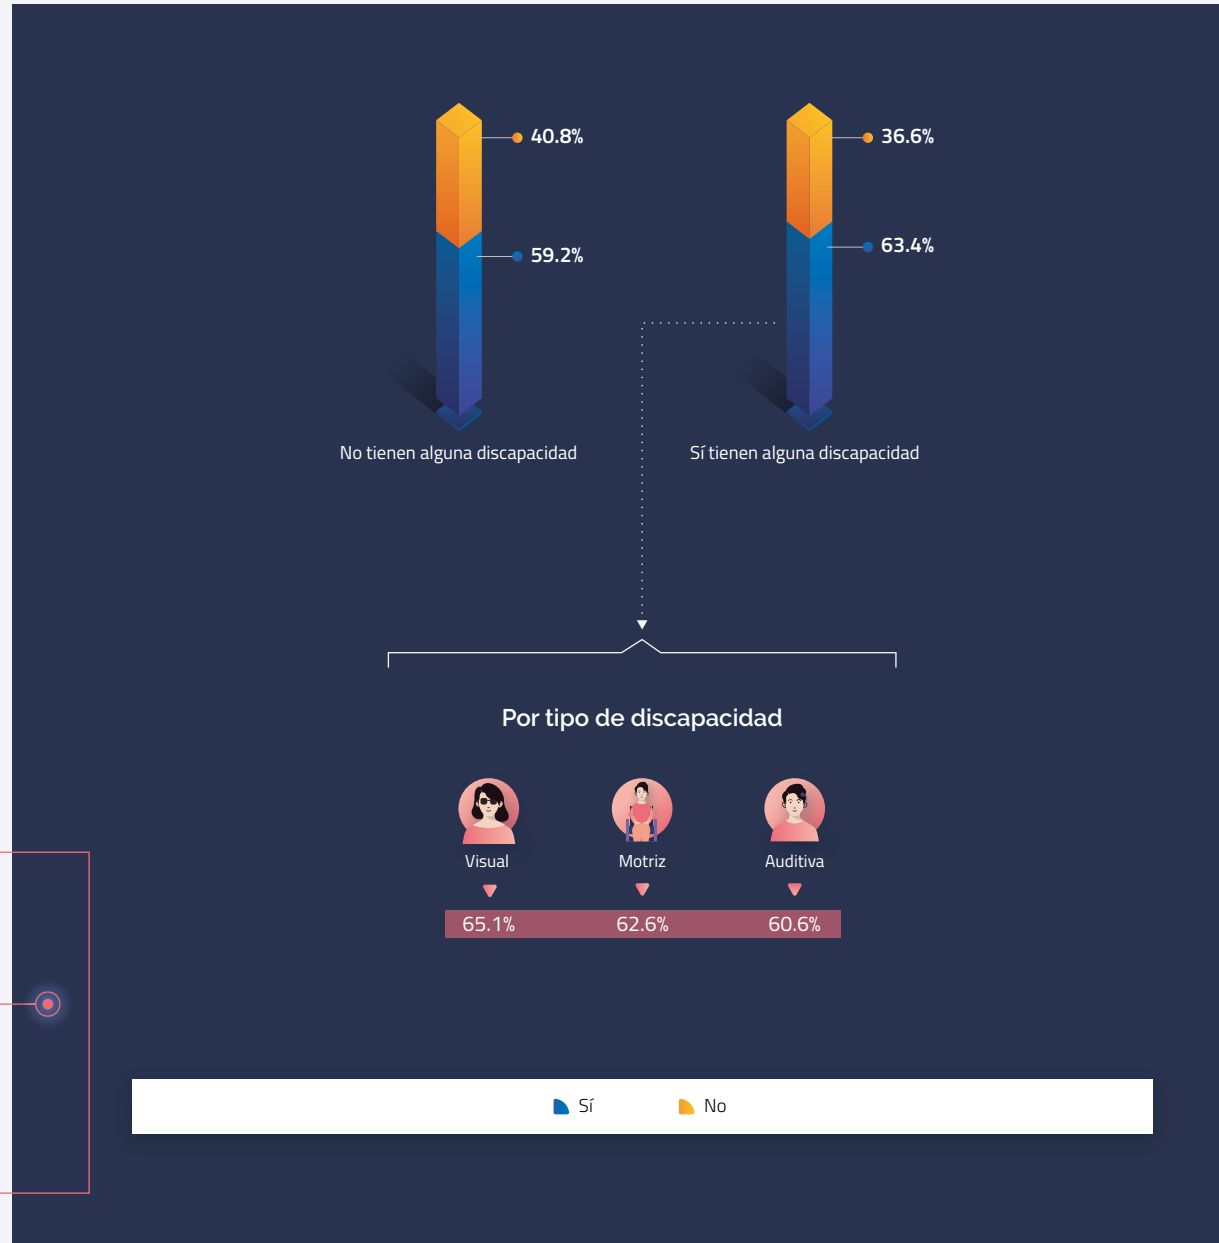 40.8%
36.6%
59.2%
63.4%
No tienen alguna discapacidad
Sí tienen alguna discapacidad
Por tipo de discapacidad
Visual
Motriz
Auditiva
65.1%
62.6%
60.6%
Sí
No